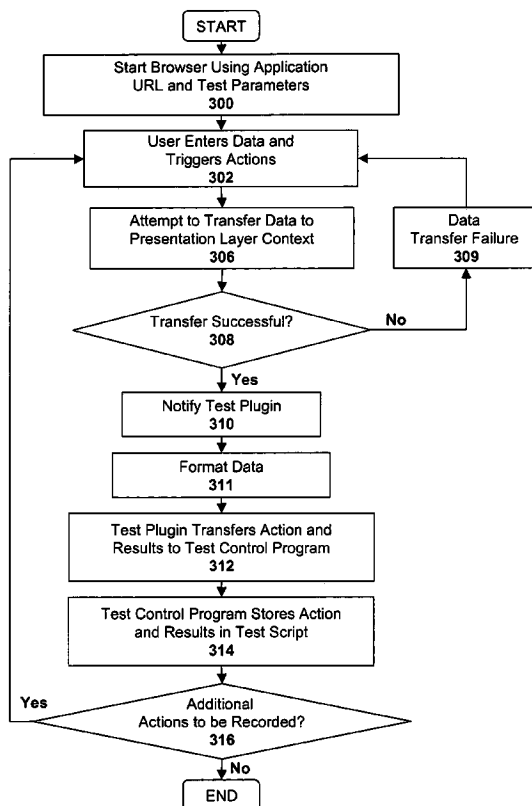 START
Start Browser Using Application
URL and Test Parameters
300
User Enters Data and
Triggers Actions
302
Attempt to Transfer Data to
Presentation Layer Context
306
Data
Transfer Failure
309
Transfer Successful?
308
No
Yes
Notify Test Plugin
310
Format Data
311
Test Plugin Transfers Action and
Results to Test Control Program
312
Test Control Program Stores Action
and Results in Test Script
314
Yes
Additional
Actions to be Recorded?
316
No
END